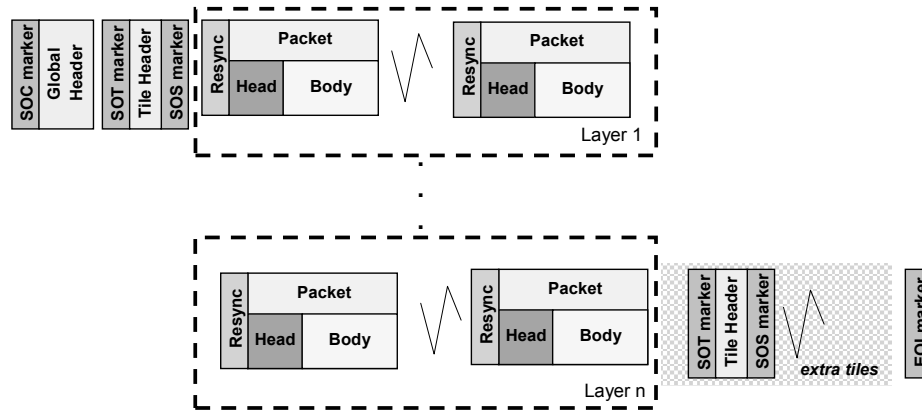 SOC marker
Global
Header
SOT marker
Tile Header
SOS marker
Resync
Packet
Head
Body
Resync
Packet
Head
Body
Layer 1
Resync
Packet
Head
Body
Resync
Packet
Head
Body
Layer n
SOT marker
Tile Header
SOS marker
extra tiles
marker